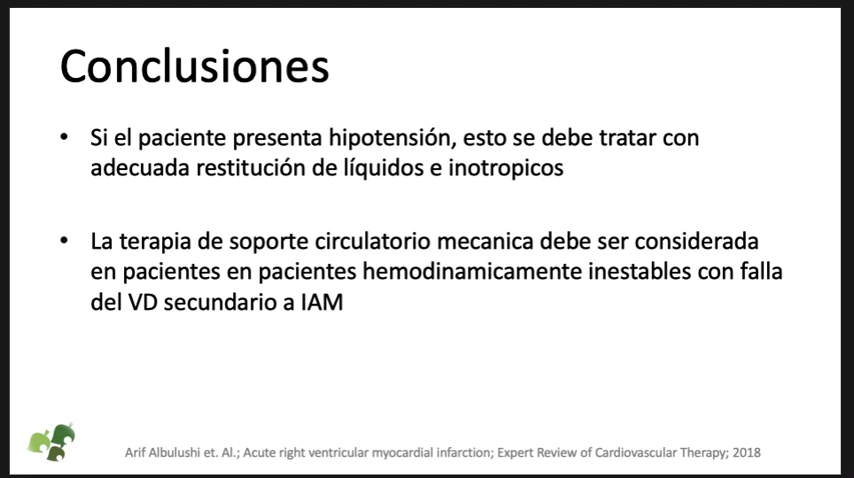 Conclusiones
• Si el paciente presenta hipotensión, esto se debe tratar con
adecuada restitución de líquidos e inotropicos
• La terapia de soporte circulatorio mecanica debe ser considerada
en pacientes en pacientes hemodinamicamente inestables con falla
del VD secundario a IAM
Arif Albulushi et. Al.; Acute right ventricular myocardial infarction; Expert Review of Cardiovascular Therapy; 2018